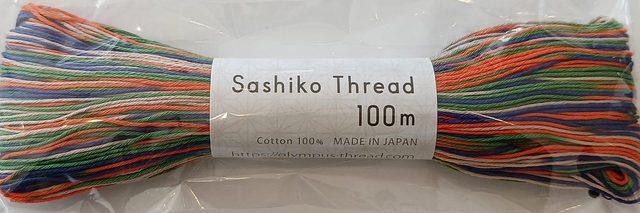 Sashiko Thread
100m
Cotton 100% MADE IN JAPAN
https://olympus-thread.com